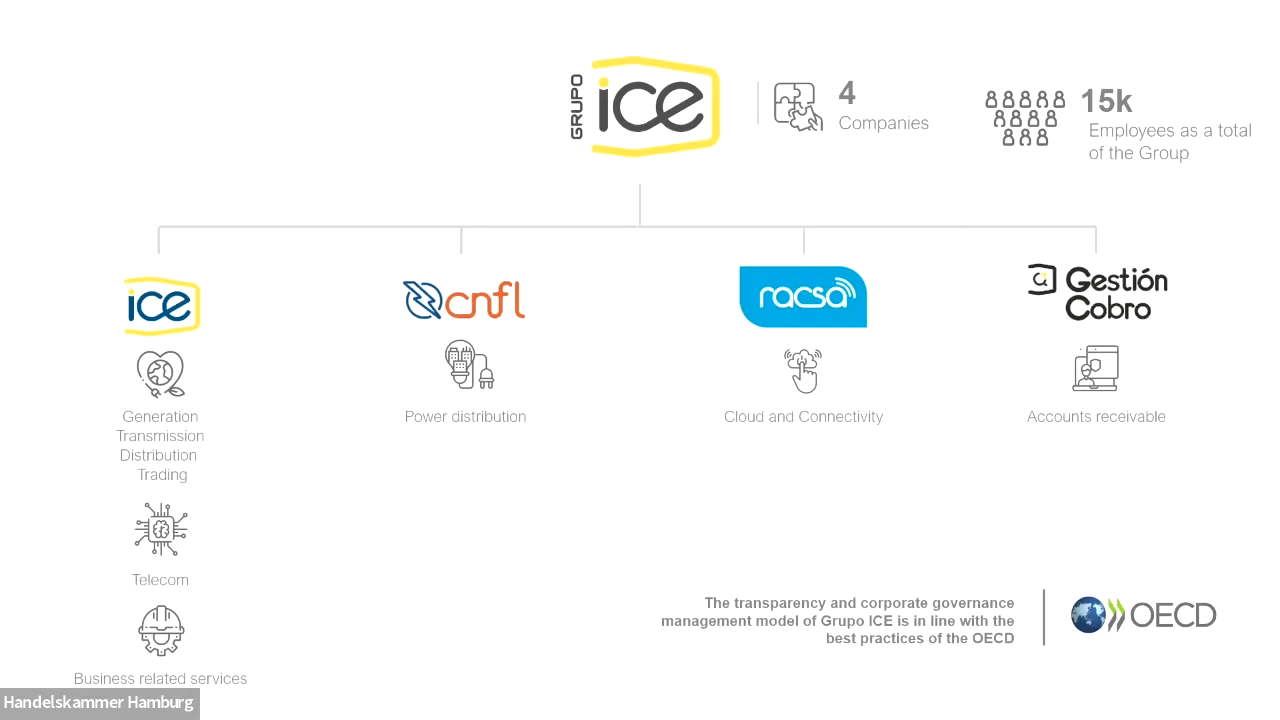 GRUPO
ice
4
Companies
15k
Employees as a total
of the Group
ice
Generation
Transmission
Distribution
Trading
Telecom
Business related services
cnfl
Power distribution
racsa
Cloud and Connectivity
Gestión
Cobro
Accounts receivable
The transparency and corporate governance
management model of Grupo ICE is in line with the
best practices of the OECD
OECD
Handelskammer Hamburg